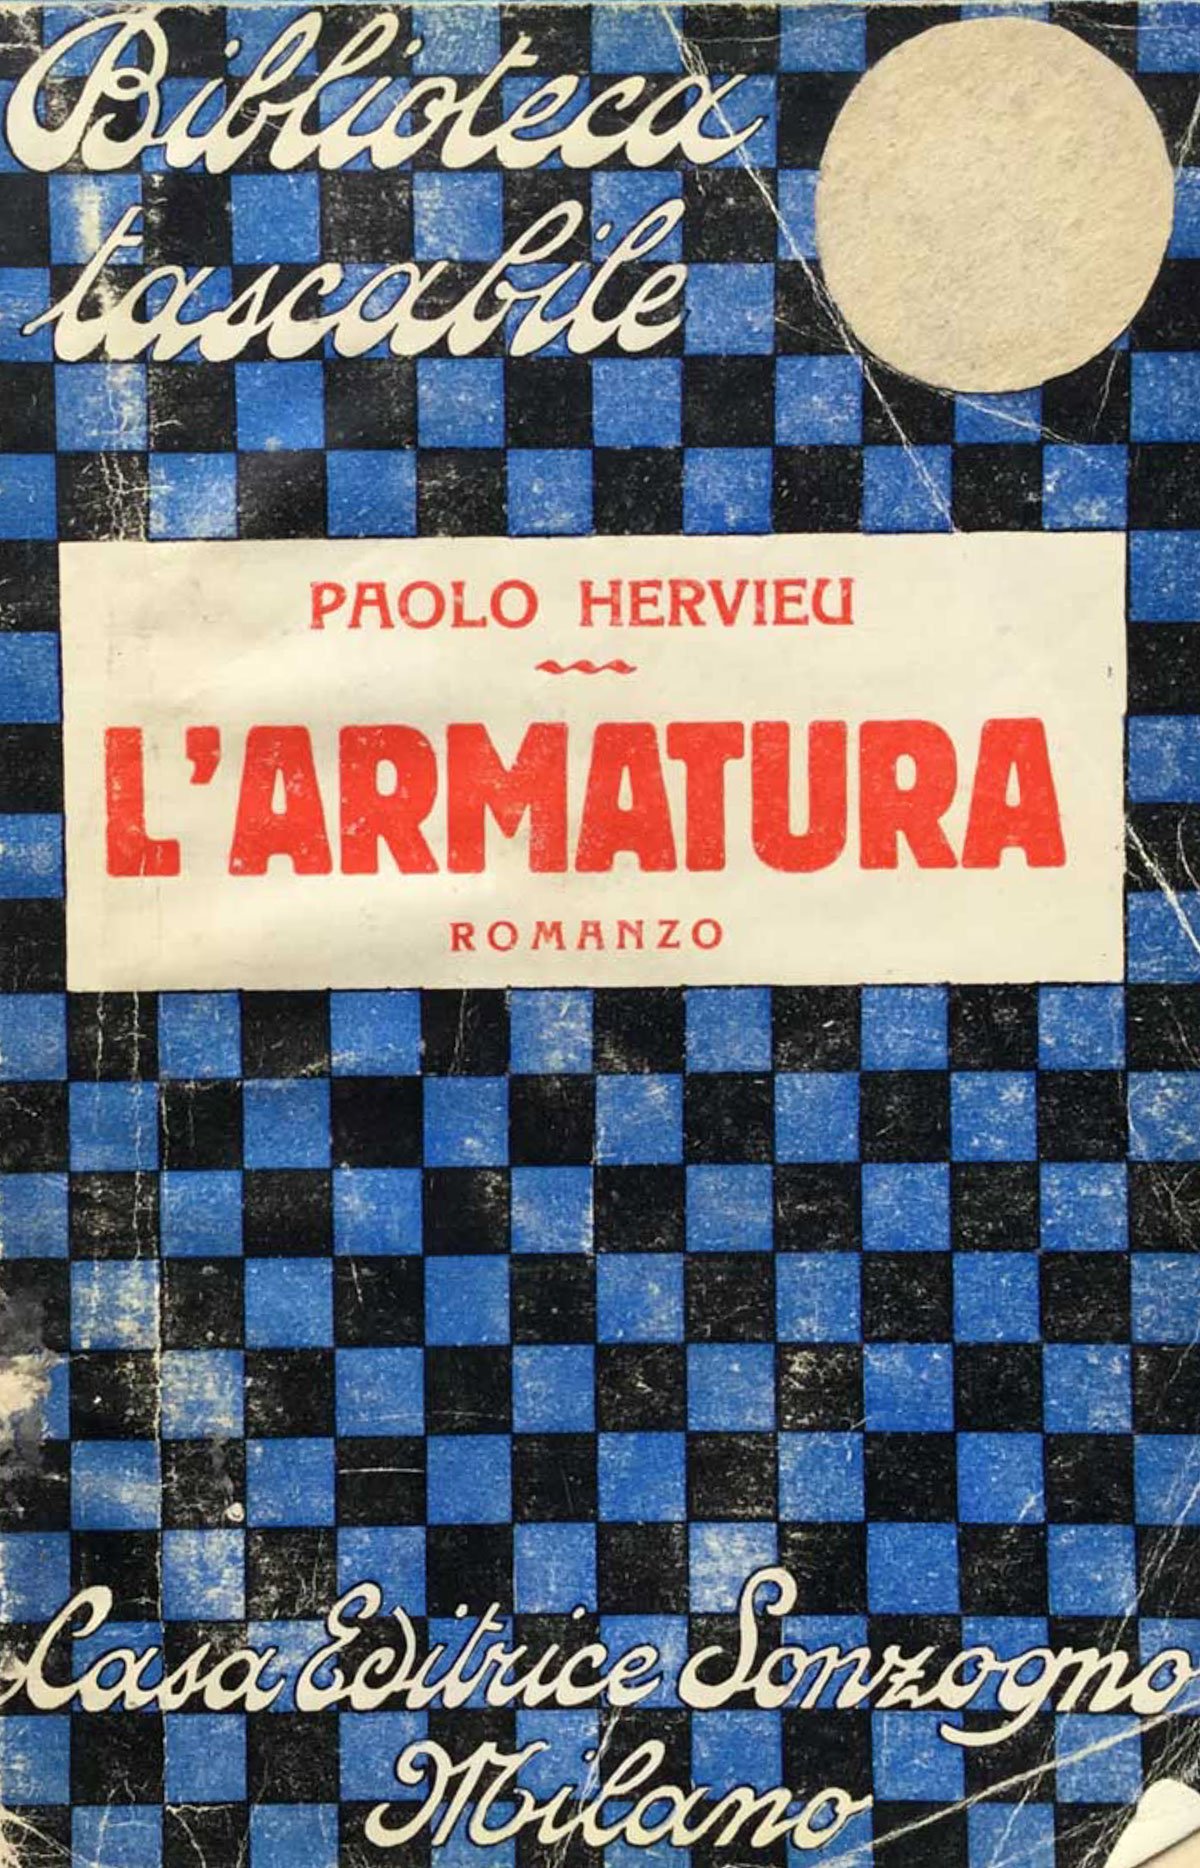 Biblioteca
tascabile
PAOLO HERVIEU
L'ARMATURA
ROMANZO
Casa Editrice Sonzogno
Milano